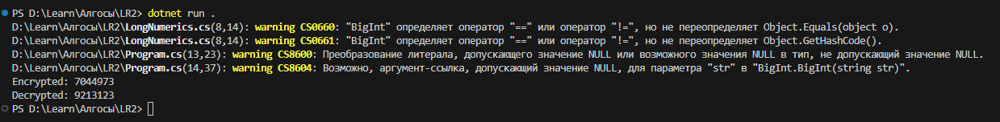 PS D:\Learn\Алгосы\LR2> dotnet run .
D:\Learn\Алгосы\LR2\LongNumerics.cs(8,14): warning CS0660: "BigInt" определяет оператор "==" или оператор "!=", но не переопределяет Object.Equals(object o).
D:\Learn\Алгосы\LR2\LongNumerics.cs(8,14): warning CS0661: "BigInt" определяет оператор "==" или оператор "!=", но не переопределяет Object.GetHashCode().
D:\Learn\Алгосы\LR2\Program.cs(13,23): warning CS8600: Преобразование литерала, допускающего значение NULL или возможного значения NULL в тип, не допускающий значение NULL.
D:\Learn\Алгосы\LR2\Program.cs(14,37): warning CS8604: Возможно, аргумент-ссылка, допускающий значение NULL, для параметра "str" в "BigInt.BigInt(string str)".
Encrypted: 7044973
Decrypted: 9213123
PS D:\Learn\Алгосы\LR2>